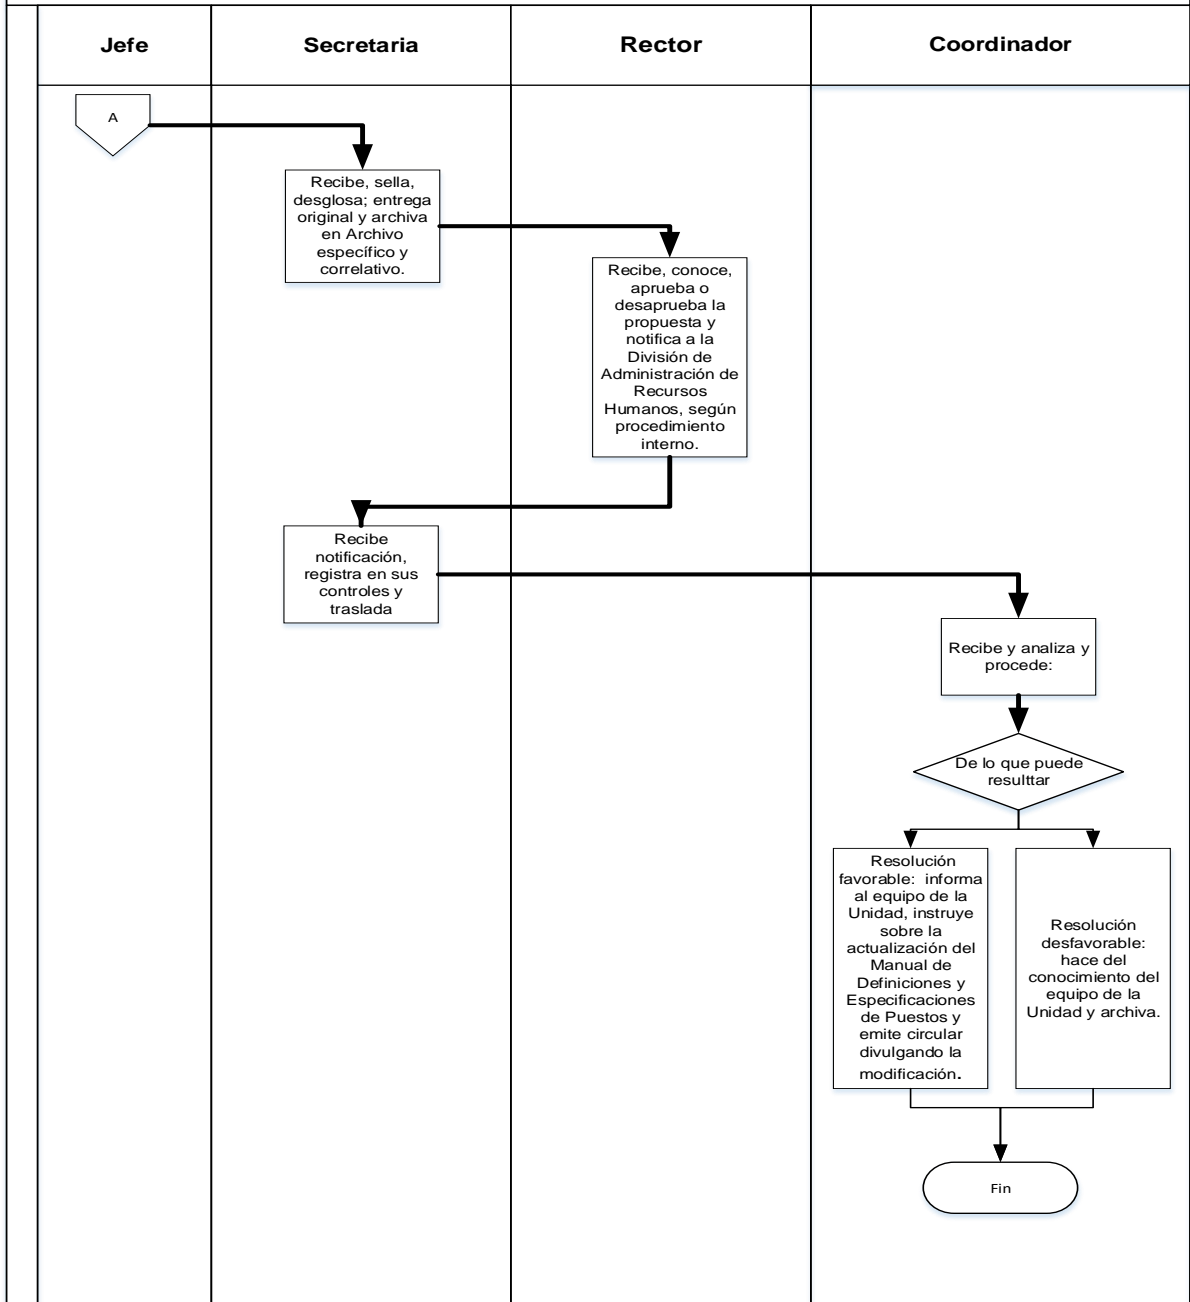 Jefe
Secretaria
Rector
Coordinador
A
Recibe, sella,
desglosa; entrega
original y archiva
en Archivo
específico y
correlativo.
Recibe, conoce,
aprueba o
desaprueba la
propuesta y
notifica a la
División de
Administración de
Recursos
Humanos, según
procedimiento
interno.
Recibe
notificación,
registra en sus
controles y
traslada
Recibe y analiza y
procede:
De lo que puede
resulttar
Resolución
favorable:  informa
al equipo de la
Unidad, instruye
sobre la
actualización del
Manual de
Definiciones y
Especificaciones
de Puestos y
emite circular
divulgando la
modificación.
Resolución
desfavorable:
hace del
conocimiento del
equipo de la
Unidad y archiva.
Fin